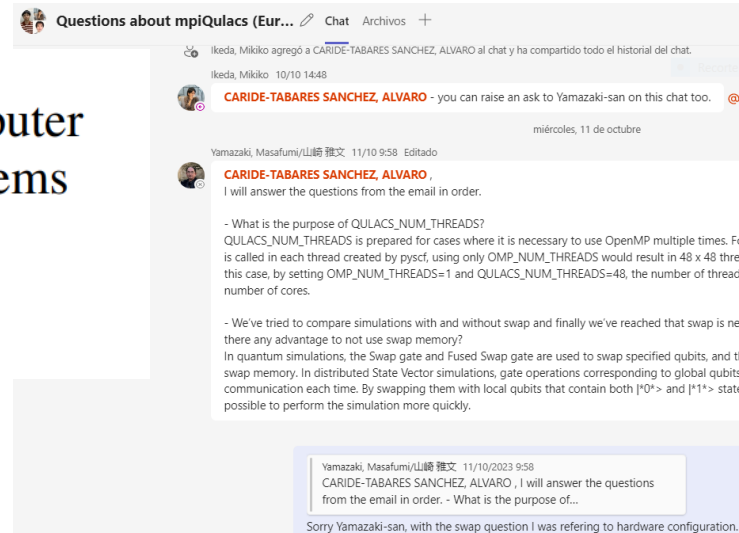 Questions about mpiQulacs (Eur... Chat Archivos
Ikeda, Mikiko agregó a CARIDE-TABARES SANCHEZ, ALVARO al chat y ha compartido todo el historial del chat.
Ikeda, Mikiko 10/10 14:48
CARIDE-TABARES SANCHEZ, ALVARO - you can raise an ask to Yamazaki-san on this chat too. @
puter
ems
miércoles, 11 de octubre
Yamazaki, Masafumi/山﨑 雅文 11/10 9:58 Editado
CARIDE-TABARES SANCHEZ, ALVARO ,
I will answer the questions from the email in order.
- What is the purpose of QULACS_NUM_THREADS?
QULACS_NUM_THREADS is prepared for cases where it is necessary to use OpenMP multiple times. Fo
is called in each thread created by pyscf, using only OMP_NUM_THREADS would result in 48 x 48 thre
this case, by setting OMP_NUM_THREADS=1 and QULACS_NUM_THREADS=48, the number of thread
number of cores.
- We've tried to compare simulations with and without swap and finally we've reached that swap is ne
there any advantage to not use swap memory?
In quantum simulations, the Swap gate and Fused Swap gate are used to swap specified qubits, and t
swap memory. In distributed State Vector simulations, gate operations corresponding to global qubits
communication each time. By swapping them with local qubits that contain both |*0*> and |*1*> state
possible to perform the simulation more quickly.
Yamazaki, Masafumi/山﨑 雅文 11/10/2023 9:58
CARIDE-TABARES SANCHEZ, ALVARO , I will answer the questions
from the email in order. - What is the purpose of...
Sorry Yamazaki-san, with the swap question I was refering to hardware configuration.